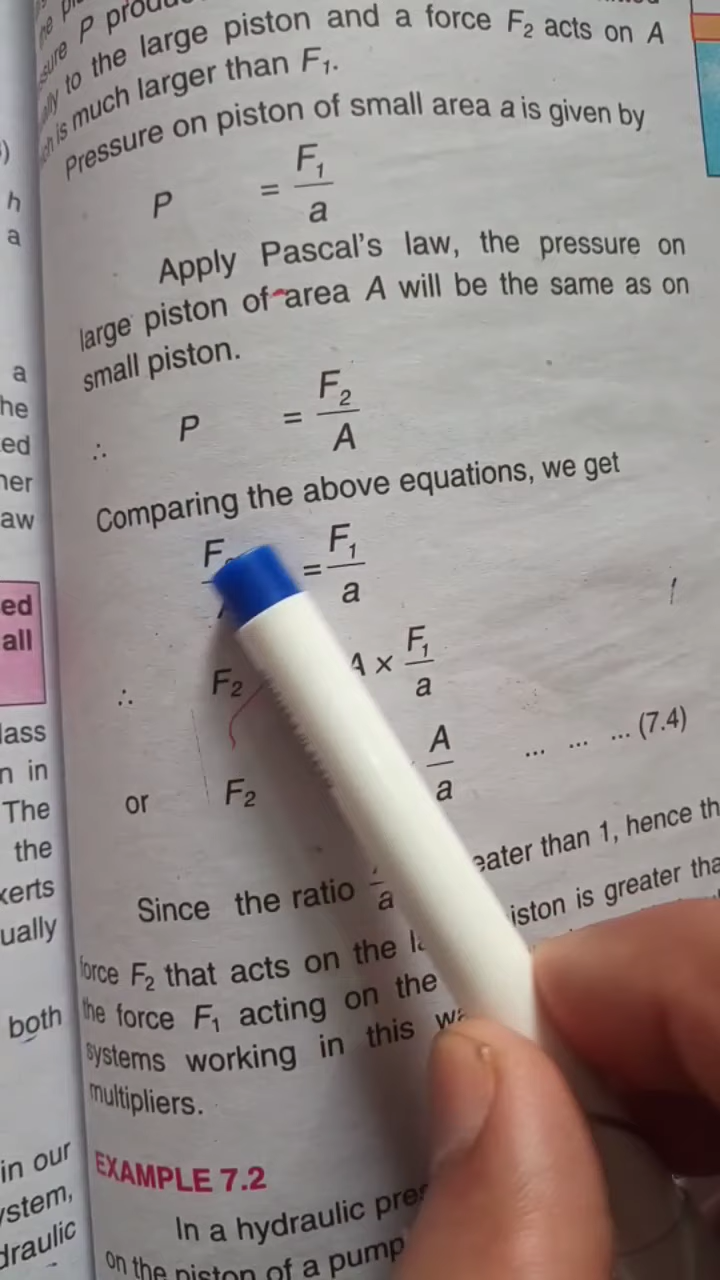 to the large piston and a force F₂ acts on A
is much larger than F₁.
Pressure on piston of small area a is given by
P = F₁/a
Apply Pascal's law, the pressure on
large piston of area A will be the same as on
small piston.
∴ P = F₂/A
Comparing the above equations, we get
F = F₁/a
∴ F₂ A × F₁/a
or F₂ A/a ... ... ... (7.4)
Since the ratio /a eater than 1, hence th
force F₂ that acts on the la iston is greater tha
the force F₁ acting on the
systems working in this wa
multipliers.
EXAMPLE 7.2
In a hydraulic pres
on the piston of a pump
h
a
a
he
ed
her
aw
ed
all
lass
n in
The
the
xerts
ually
both
in our
ystem,
draulic